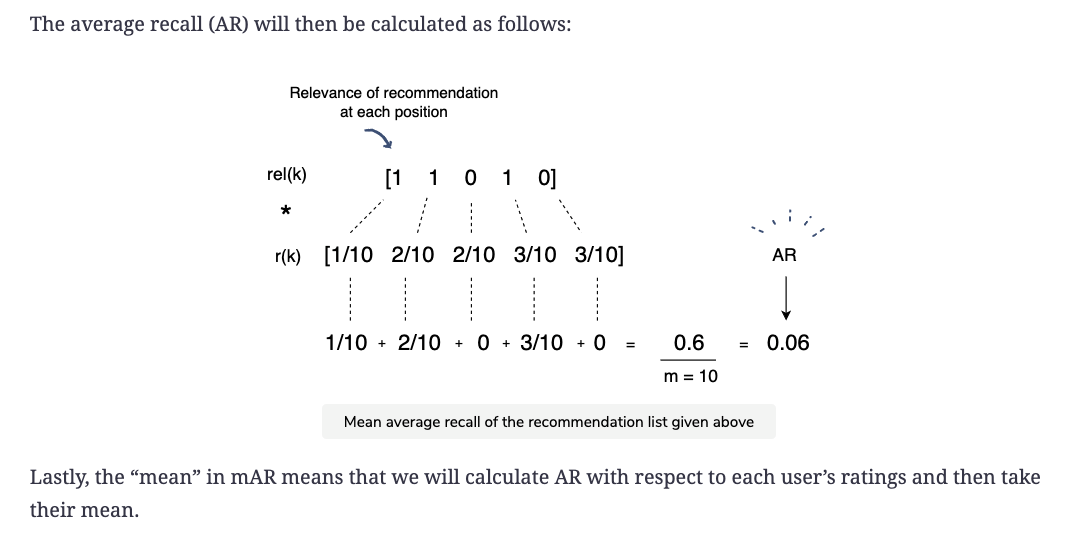 The average recall (AR) will then be calculated as follows:
Relevance of recommendation
at each position
rel(k) [1 1 0 1 0]
*
r(k) [1/10 2/10 2/10 3/10 3/10] AR
1/10 + 2/10 + 0 + 3/10 + 0 = 0.6 = 0.06
m = 10
Mean average recall of the recommendation list given above
Lastly, the “mean” in mAR means that we will calculate AR with respect to each user’s ratings and then take
their mean.